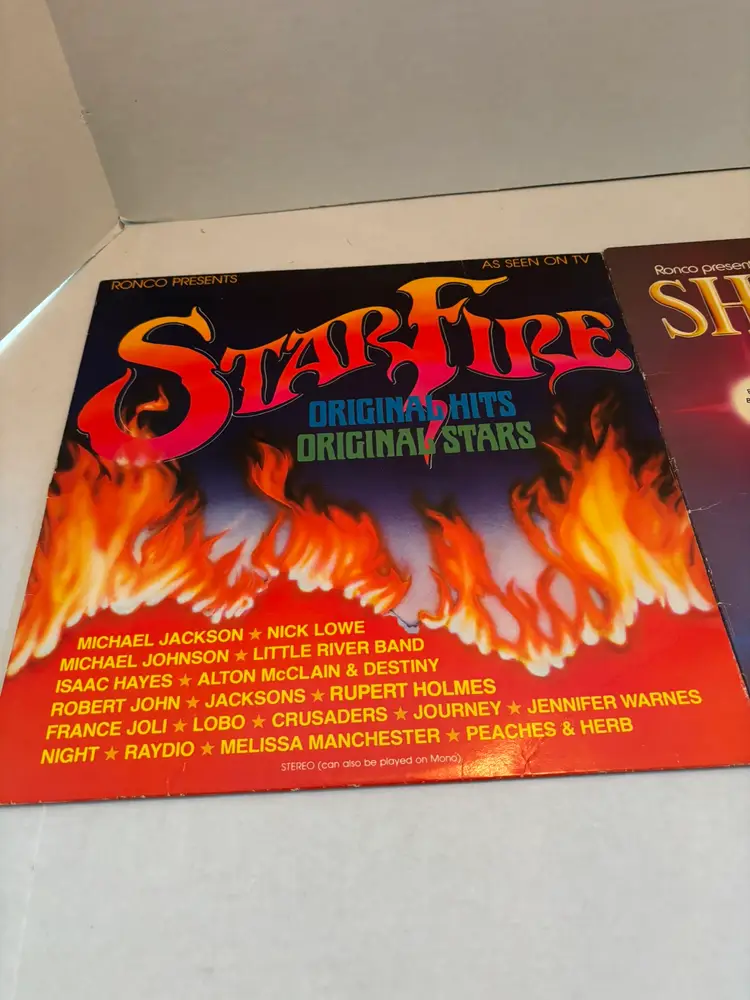 RONCO PRESENTS
AS SEEN ON TV
STARFIRE
ORIGINAL HITS
ORIGINAL STARS
MICHAEL JACKSON ★ NICK LOWE
MICHAEL JOHNSON ★ LITTLE RIVER BAND
ISAAC HAYES ★ ALTON McCLAIN & DESTINY
ROBERT JOHN ★ JACKSONS ★ RUPERT HOLMES
FRANCE JOLI ★ LOBO ★ CRUSADERS ★ JOURNEY ★ JENNIFER WARNES
NIGHT ★ RAYDIO ★ MELISSA MANCHESTER ★ PEACHES & HERB
STEREO (can also be played on Mono)
Ronco present
SH